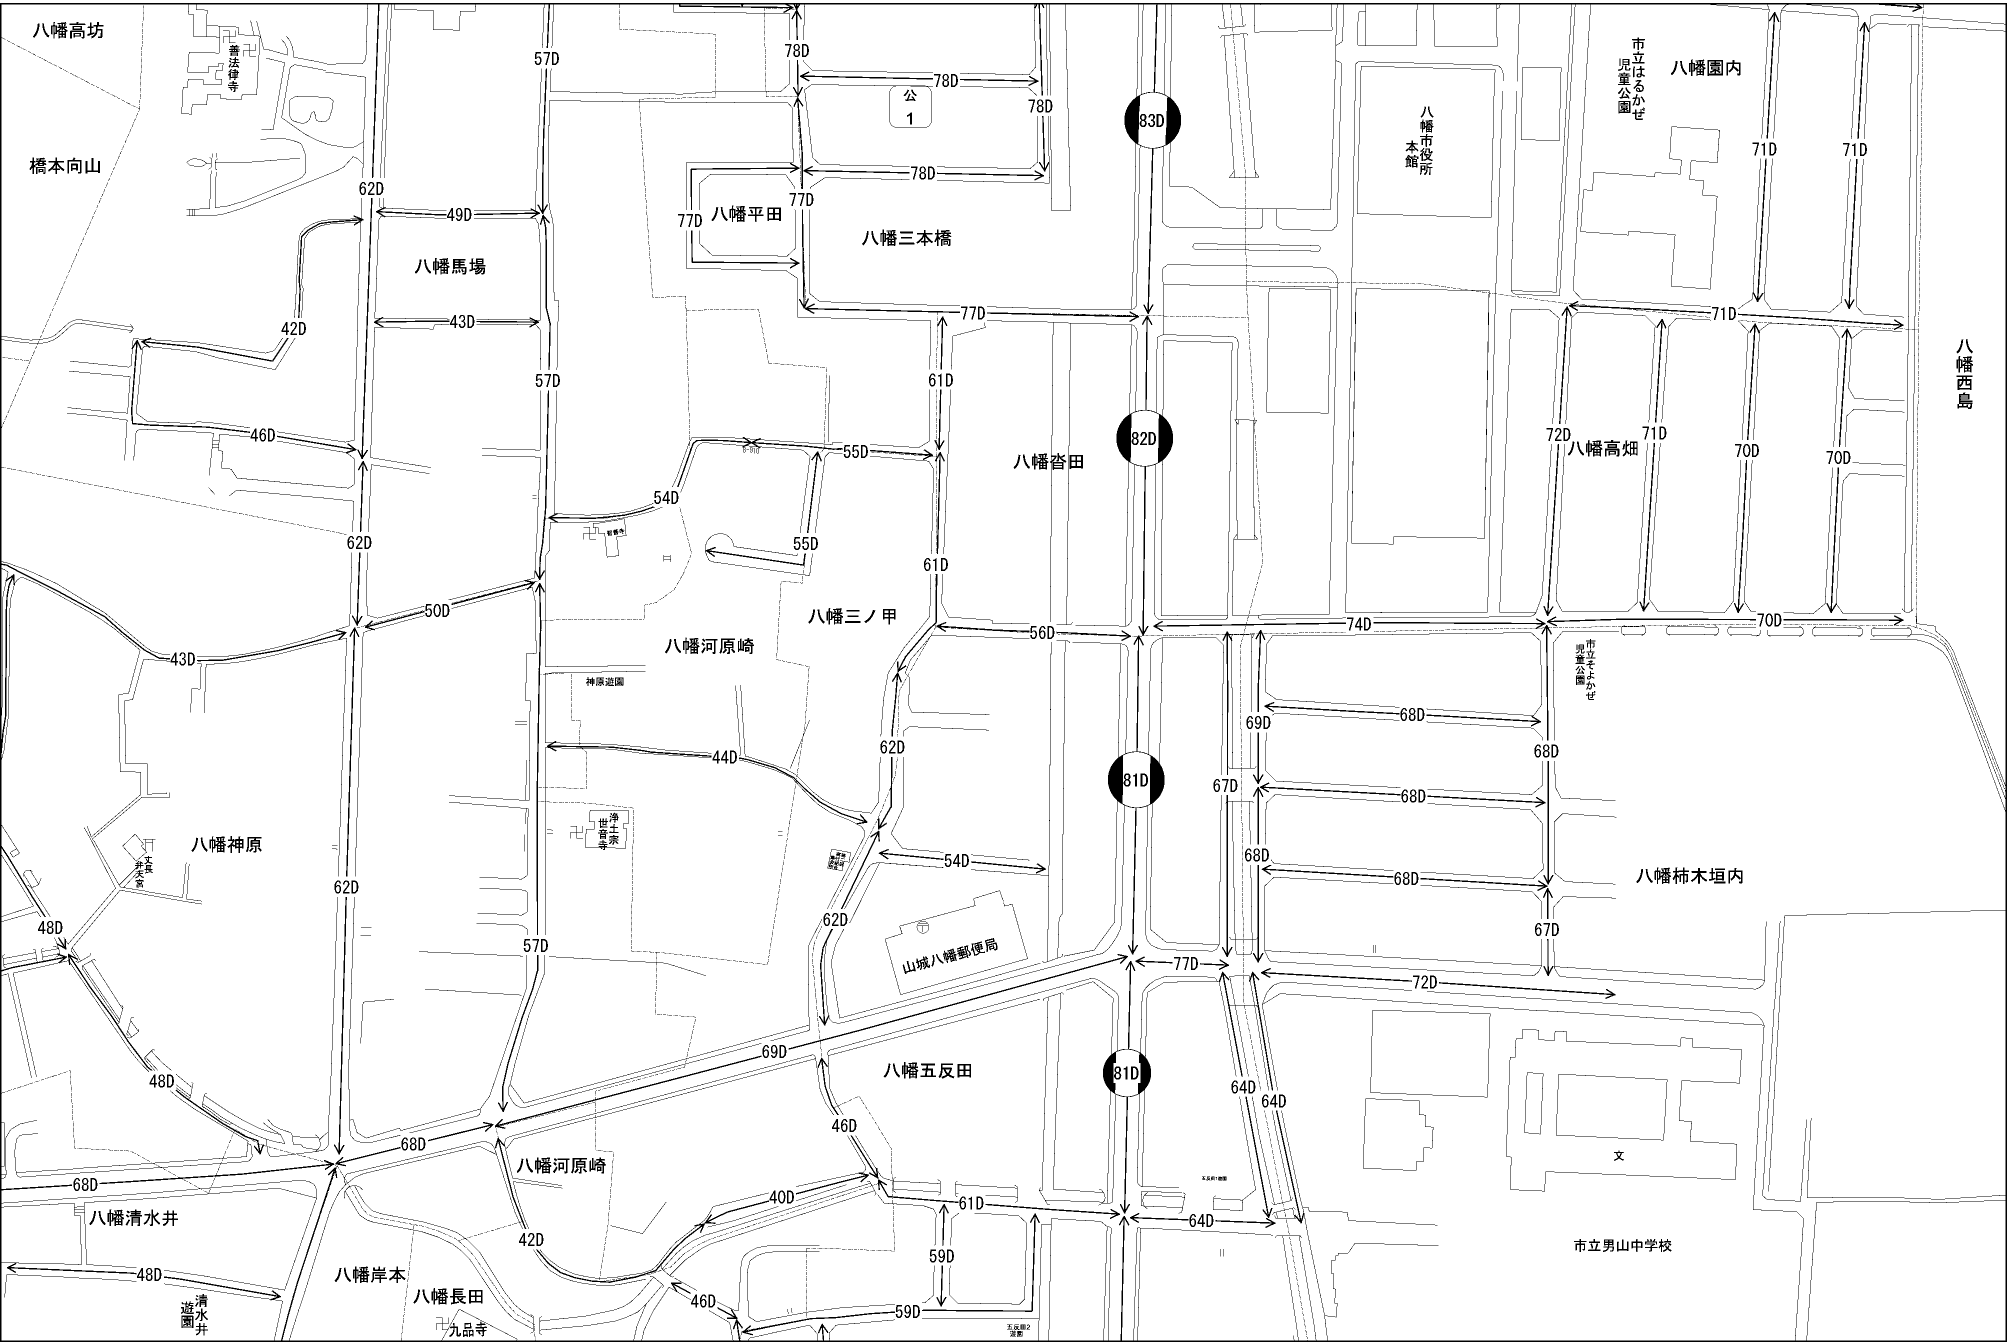 八幡高坊
善法律寺
57D
78D
78D
公
1
78D
83D
八幡市役所
本館
市立はるかぜ
児童公園
八幡園内
71D
71D
橋本向山
62D
49D
77D
八幡平田
77D
78D
八幡三本橋
八幡馬場
42D
43D
77D
71D
57D
61D
八幡西島
46D
55D
82D
八幡沓田
72D
71D
八幡高畑
70D
70D
54D
62D
55D
61D
50D
八幡三ノ甲
56D
74D
70D
43D
八幡河原崎
神原遊園
市立そよかぜ
児童公園
69D
68D
62D
44D
68D
81D
67D
68D
八幡神原
丈長
弁天宮
浄土宗
世音寺
54D
68D
68D
八幡柿木垣内
62D
62D
48D
57D
山城八幡郵便局
67D
77D
72D
69D
48D
八幡五反田
81D
64D
64D
46D
68D
八幡河原崎
文
68D
40D
61D
64D
八幡清水井
42D
59D
市立男山中学校
48D
八幡岸本
清水井
遊園
八幡長田
46D
59D
九品寺
五反田2
遊園